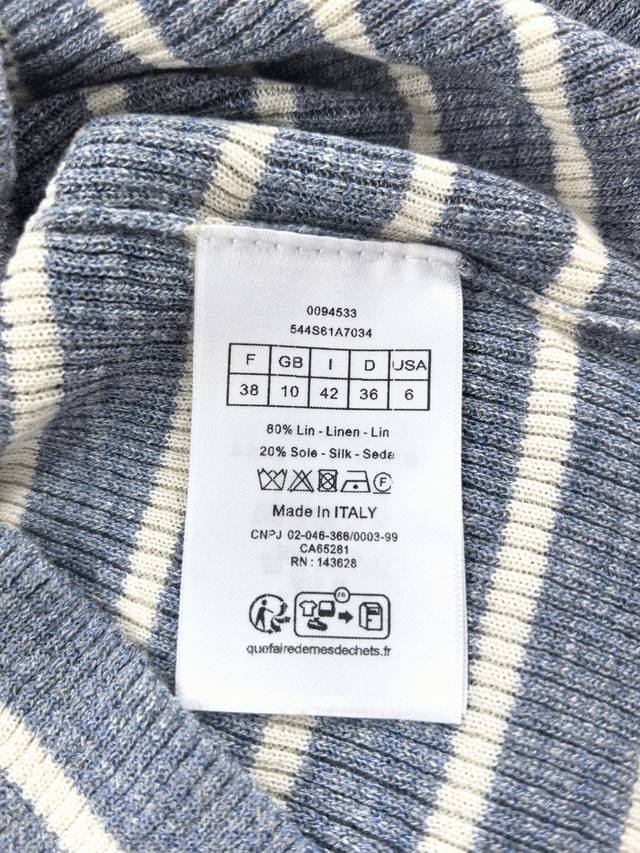 0094533
544S61A7034
F GB I D USA
38 10 42 36 6
80% Lin - Linen - Lin
20% Soie - Silk - Seda
F
Made In ITALY
CNPJ 02-046-366/0003-99
CA65281
RN : 143628
FR
quefairedemesdechets.fr